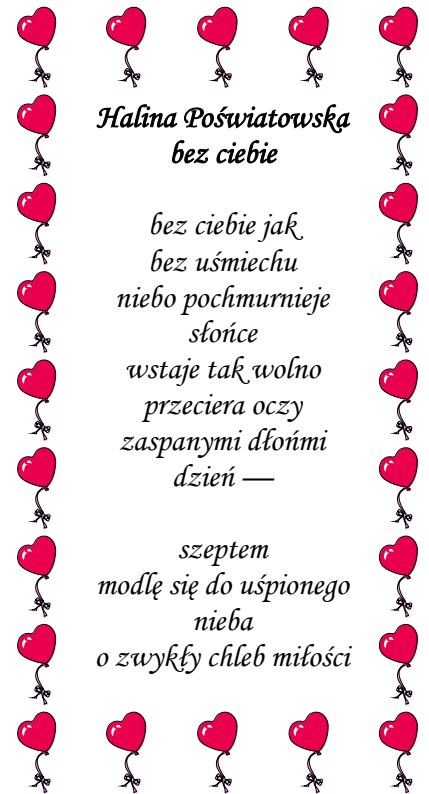 Halina Poświatowska
bez ciebie
bez ciebie jak
bez uśmiechu
niebo pochmurnieje
słońce
wstaje tak wolno
przeciera oczy
zaspanymi dłońmi
dzień —
szeptem
modlę się do uśpionego
nieba
o zwykły chleb miłości